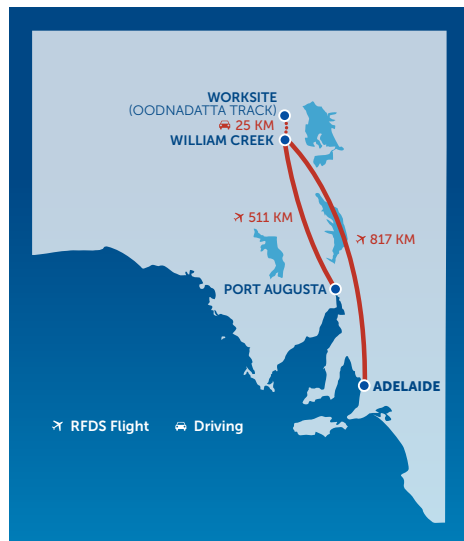 WORKSITE
(OODNADATTA TRACK)
25 KM
WILLIAM CREEK
511 KM
817 KM
PORT AUGUSTA
ADELAIDE
RFDS Flight
Driving